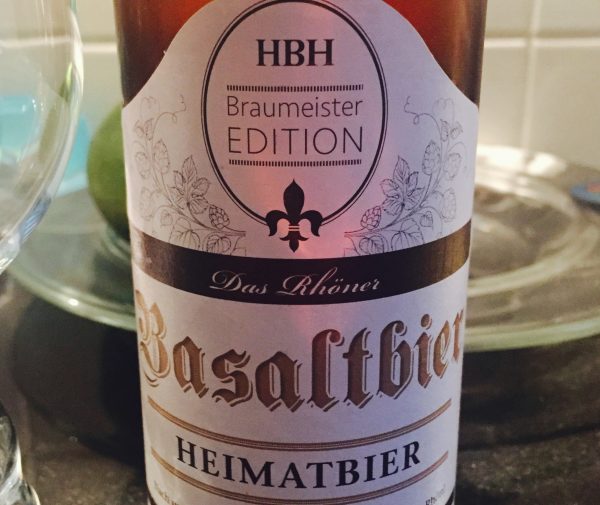 HBH
Braumeister
EDITION
Das Rhöner
Basaltbier
HEIMATBIER